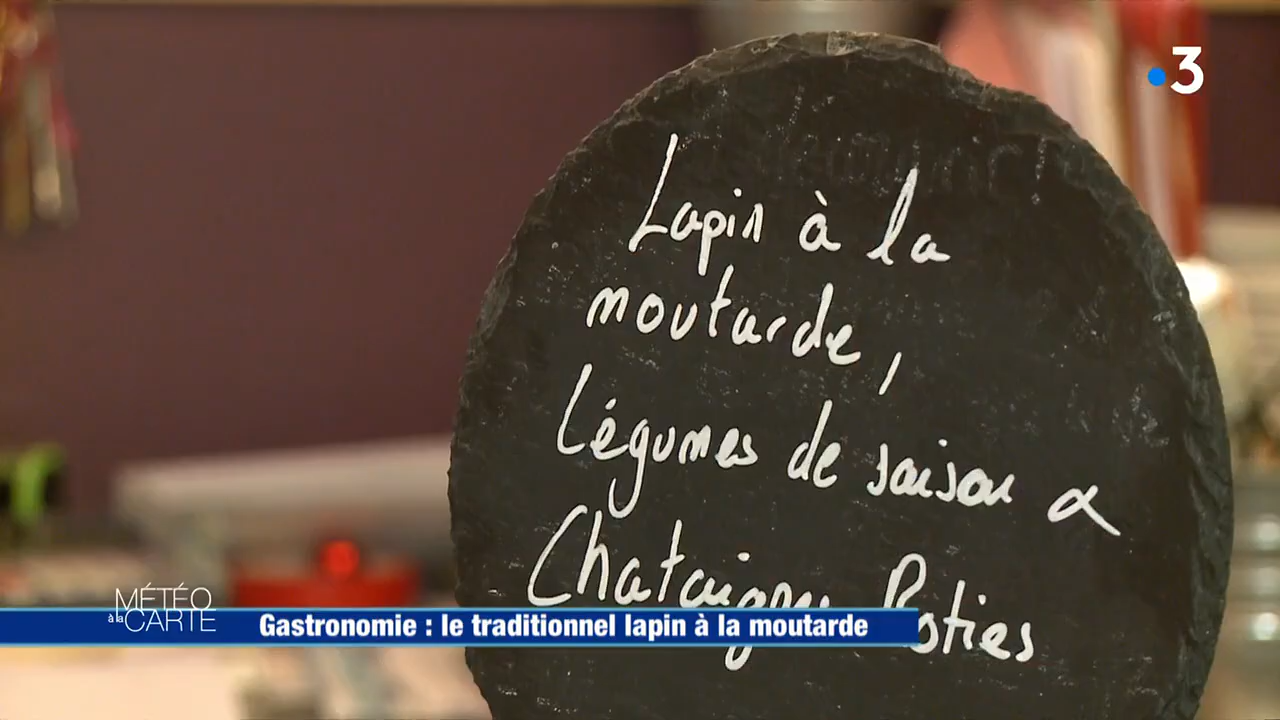 3
Lapin à la
moutarde,
Légumes de saison &
Chataignes Roties
MÉTÉO
à la CARTE
Gastronomie : le traditionnel lapin à la moutarde